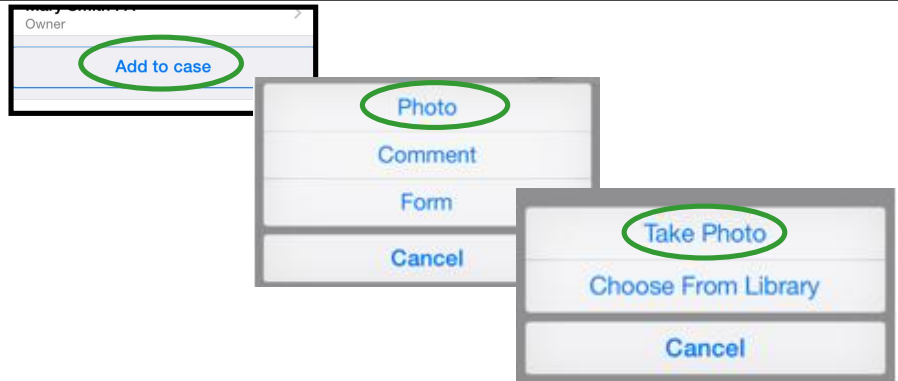 Owner
Add to case
Photo
Comment
Form
Cancel
Take Photo
Choose From Library
Cancel